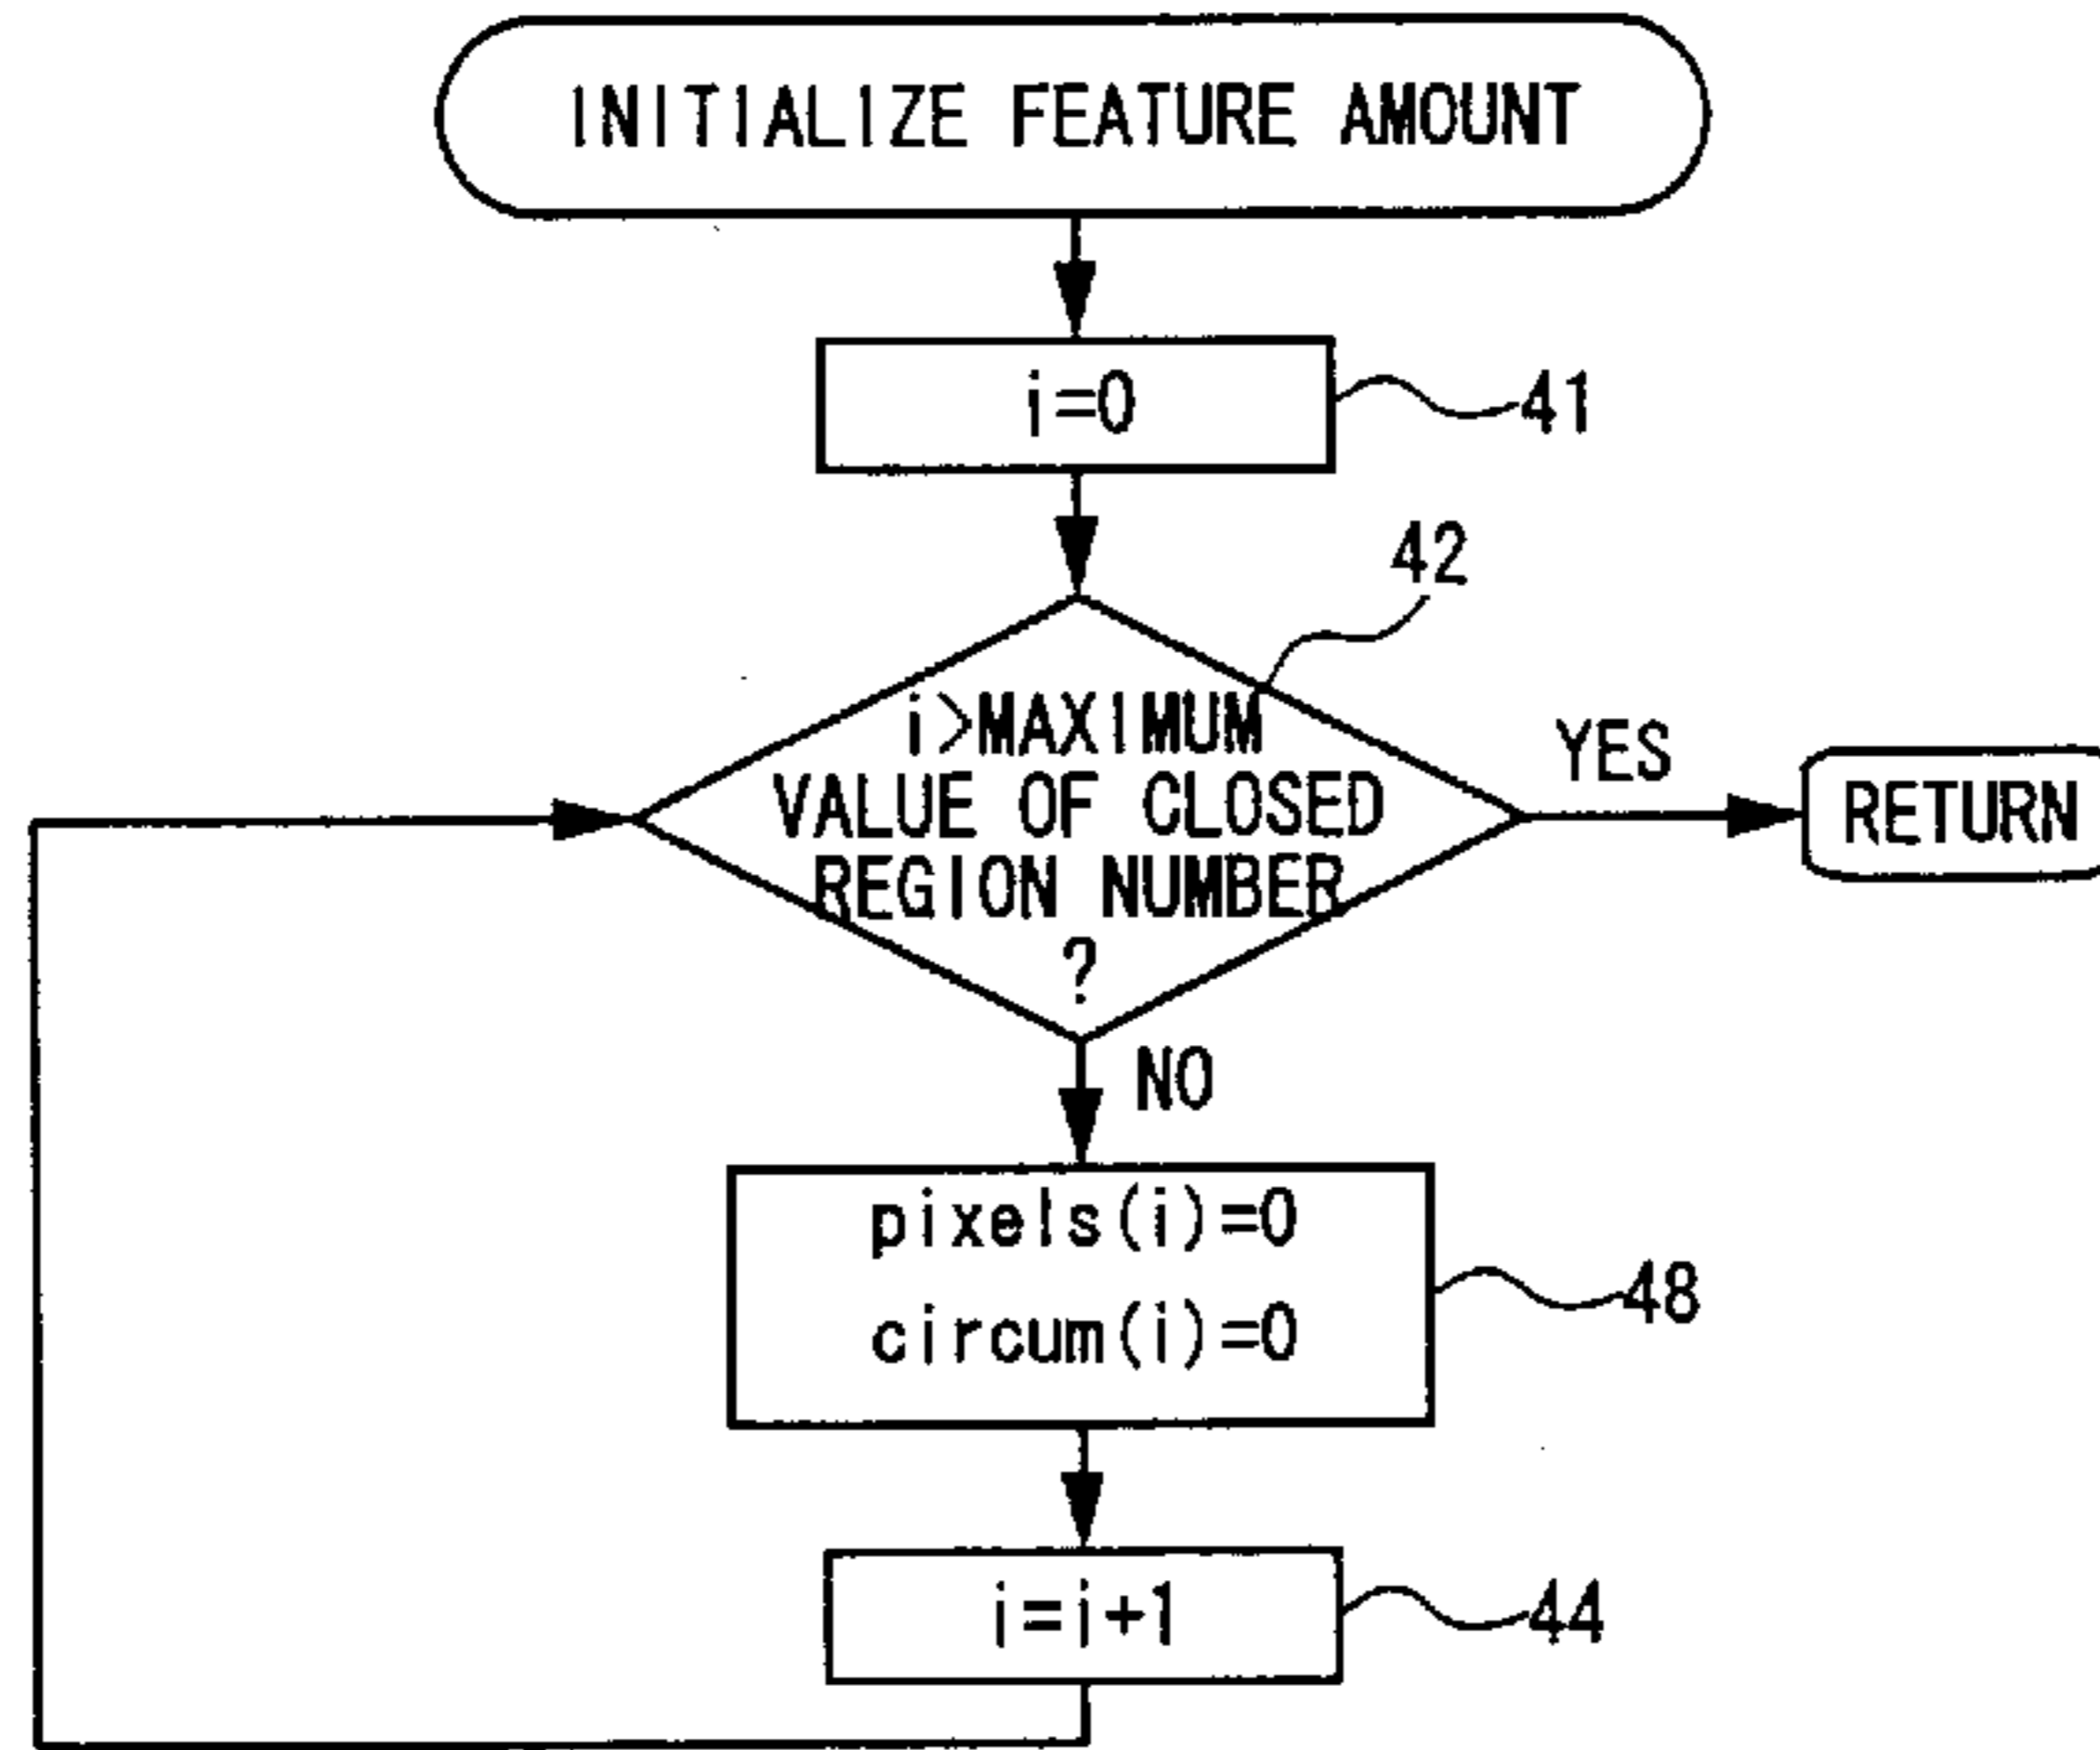 INITIALIZE FEATURE AMOUNT
i=0
41
42
i>MAXIMUM
VALUE OF CLOSED
REGION NUMBER
?
YES
RETURN
NO
pixels(i)=0
circum(i)=0
48
i=i+1
44